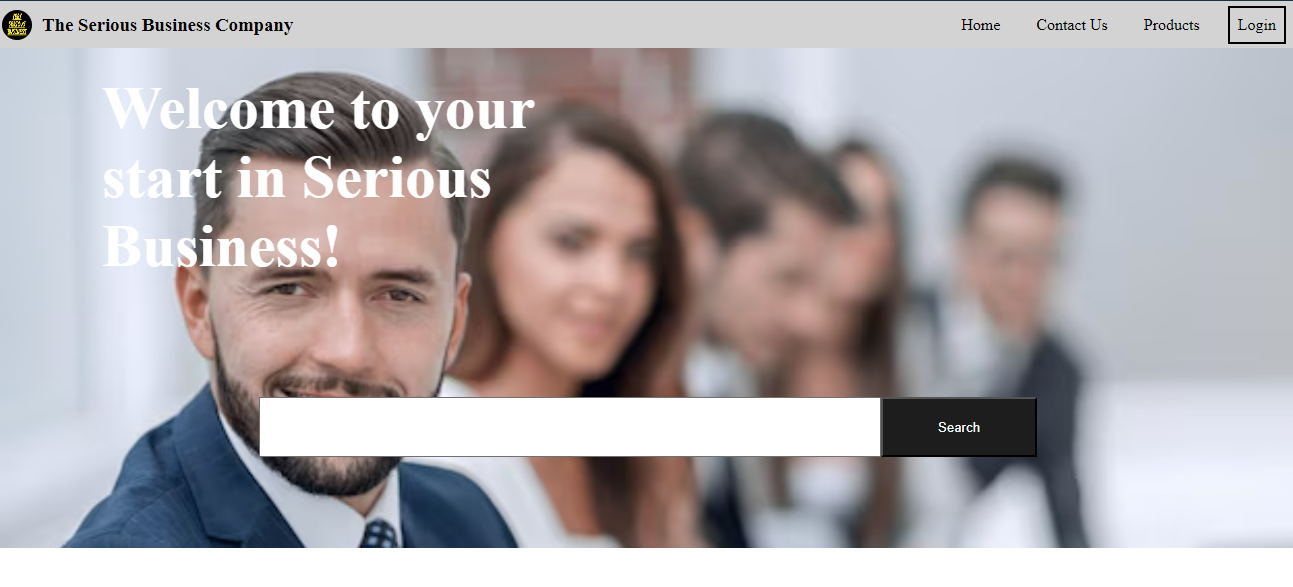 The Serious Business Company
Home
Contact Us
Products
Login
Welcome to your
start in Serious
Business!
Search